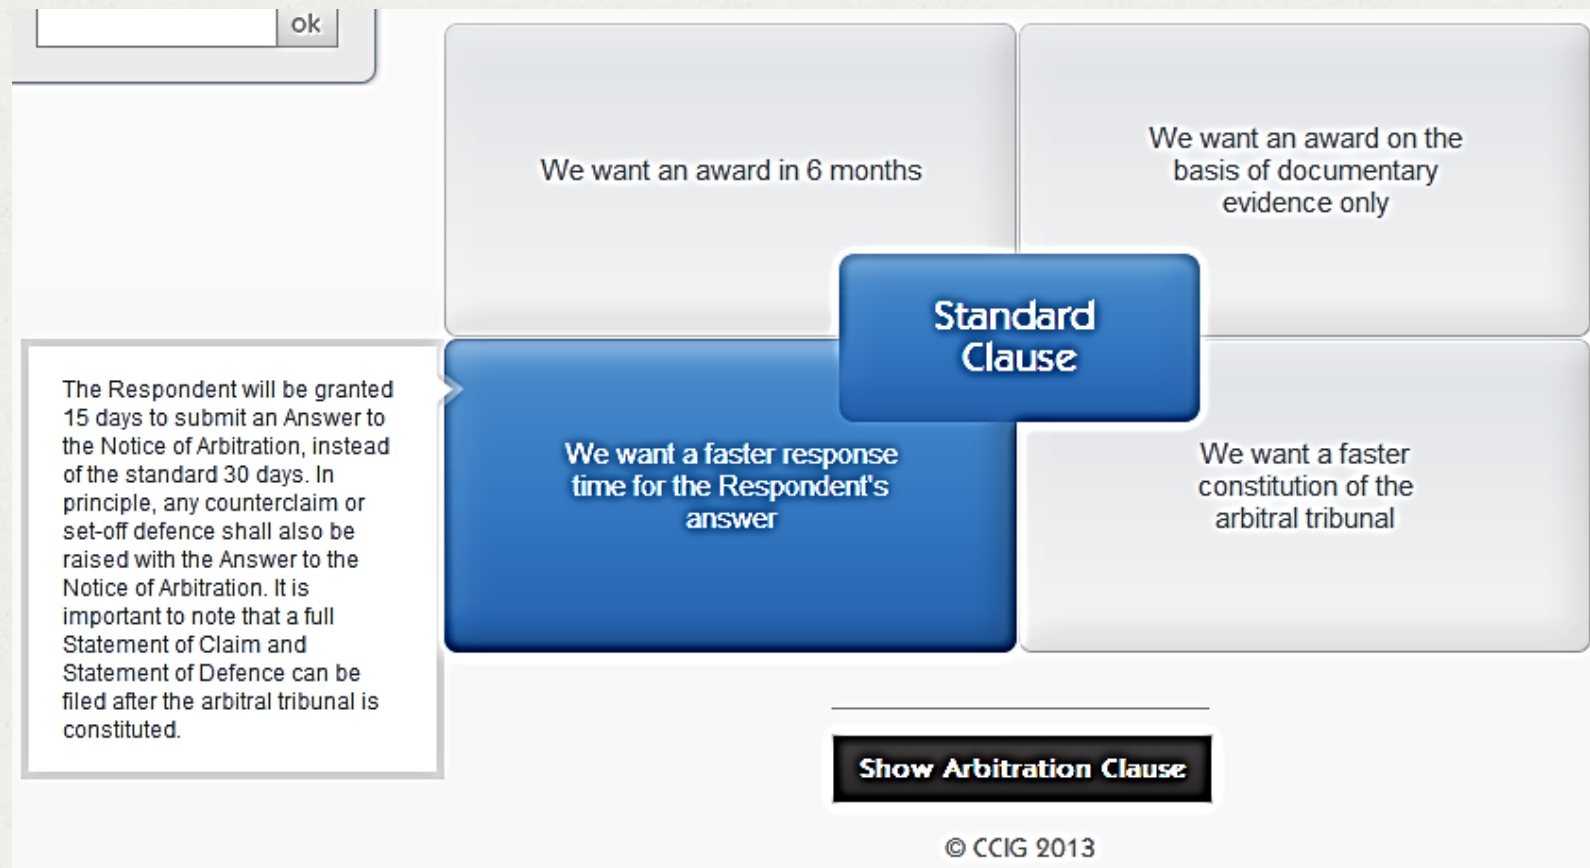 ok
We want an award in 6 months
We want an award on the
basis of documentary
evidence only
Standard
Clause
The Respondent will be granted
15 days to submit an Answer to
the Notice of Arbitration, instead
of the standard 30 days. In
principle, any counterclaim or
set-off defence shall also be
raised with the Answer to the
Notice of Arbitration. It is
important to note that a full
Statement of Claim and
Statement of Defence can be
filed after the arbitral tribunal is
constituted.
We want a faster response
time for the Respondent's
answer
We want a faster
constitution of the
arbitral tribunal
Show Arbitration Clause
© CCIG 2013